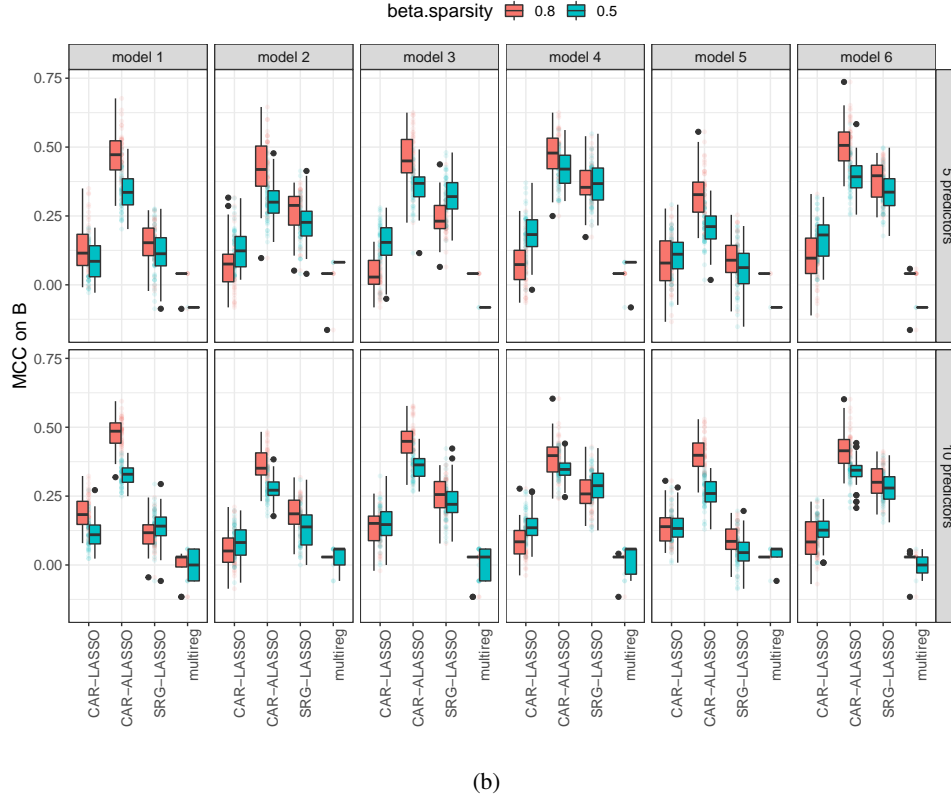 beta.sparsity 0.8 0.5
model 1 model 2 model 3 model 4 model 5 model 6
MCC on B
0.75
0.50
0.25
0.00
5 predictors
0.75
0.50
0.25
0.00
10 predictors
CAR−LASSO CAR−ALASSO SRG−LASSO multireg CAR−LASSO CAR−ALASSO SRG−LASSO multireg CAR−LASSO CAR−ALASSO SRG−LASSO multireg CAR−LASSO CAR−ALASSO SRG−LASSO multireg CAR−LASSO CAR−ALASSO SRG−LASSO multireg CAR−LASSO CAR−ALASSO SRG−LASSO multireg
(b)